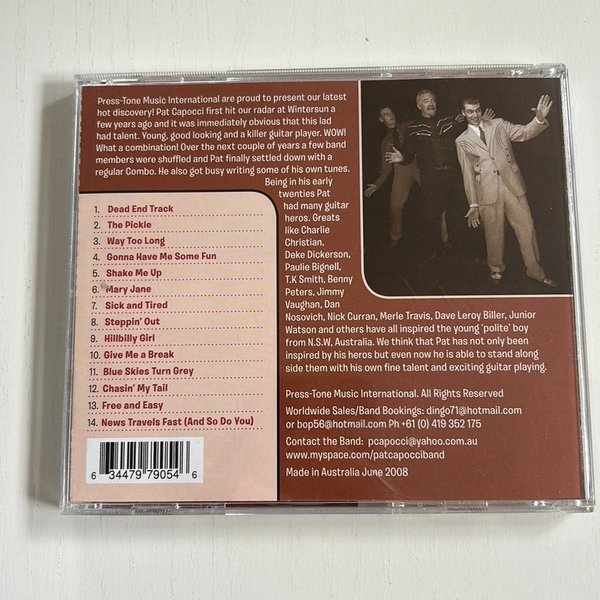 Press-Tone Music International are proud to present our latest
hot discovery! Pat Capocci first hit our radar at Wintersun a
few years ago and it was immediately obvious that this lad
had talent. Young, good looking and a killer guitar player. WOW!
What a combination! Over the next couple of years a few band
members were shuffled and Pat finally settled down with a
regular Combo. He also got busy writing some of his own tunes.
Being in his early
twenties Pat
had many guitar
heros. Greats
like Charlie
Christian,
Deke Dickerson,
Paulie Bignell,
T.K Smith, Benny
Peters, Jimmy
Vaughan, Dan
Nosovich, Nick Curran, Merle Travis, Dave Leroy Biller, Junior
Watson and others have all inspired the young 'polite' boy
from N.S.W, Australia. We think that Pat has not only been
inspired by his heros but even now he is able to stand along
side them with his own fine talent and exciting guitar playing.
1. Dead End Track
2. The Pickle
3. Way Too Long
4. Gonna Have Me Some Fun
5. Shake Me Up
6. Mary Jane
7. Sick and Tired
8. Steppin' Out
9. Hillbilly Girl
10. Give Me a Break
11. Blue Skies Turn Grey
12. Chasin' My Tail
13. Free and Easy
14. News Travels Fast (And So Do You)
6 34479 79054 6
Press-Tone Music International. All Rights Reserved
Worldwide Sales/Band Bookings: dingo71@hotmail.com
or bop56@hotmail.com Ph +61 (0) 419 352 175
Contact the Band: pcapocci@yahoo.com.au
www.myspace.com/patcapocciband
Made in Australia June 2008